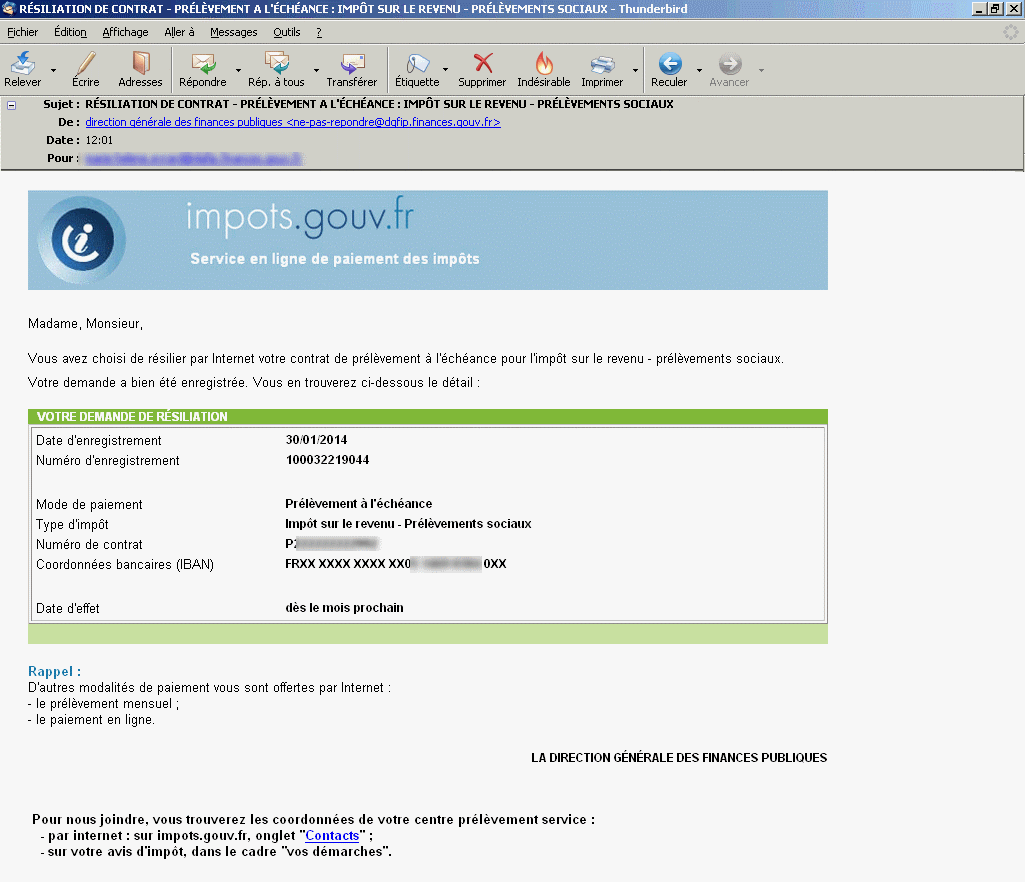 RÉSILIATION DE CONTRAT - PRÉLÈVEMENT A L'ÉCHÉANCE : IMPÔT SUR LE REVENU - PRÉLÈVEMENTS SOCIAUX - Thunderbird
Fichier Édition Affichage Aller à Messages Outils ?
Relever Écrire Adresses Répondre Rép. à tous Transférer Étiquette Supprimer Indésirable Imprimer Reculer Avancer
Sujet : RÉSILIATION DE CONTRAT - PRÉLÈVEMENT A L'ÉCHÉANCE : IMPÔT SUR LE REVENU - PRÉLÈVEMENTS SOCIAUX
De : direction générale des finances publiques <ne-pas-repondre@dgfip.finances.gouv.fr>
Date : 12:01
Pour :
impots.gouv.fr
Service en ligne de paiement des impôts
Madame, Monsieur,
Vous avez choisi de résilier par Internet votre contrat de prélèvement à l'échéance pour l'impôt sur le revenu - prélèvements sociaux.
Votre demande a bien été enregistrée. Vous en trouverez ci-dessous le détail :
VOTRE DEMANDE DE RÉSILIATION
Date d'enregistrement 30/01/2014
Numéro d'enregistrement 100032219044
Mode de paiement Prélèvement à l'échéance
Type d'impôt Impôt sur le revenu - Prélèvements sociaux
Numéro de contrat
Coordonnées bancaires (IBAN) FRXX XXXX XXXX XX0 0XX
Date d'effet dès le mois prochain
Rappel :
D'autres modalités de paiement vous sont offertes par Internet :
- le prélèvement mensuel ;
- le paiement en ligne.
LA DIRECTION GÉNÉRALE DES FINANCES PUBLIQUES
Pour nous joindre, vous trouverez les coordonnées de votre centre prélèvement service :
- par internet : sur impots.gouv.fr, onglet "Contacts" ;
- sur votre avis d'impôt, dans le cadre "vos démarches".